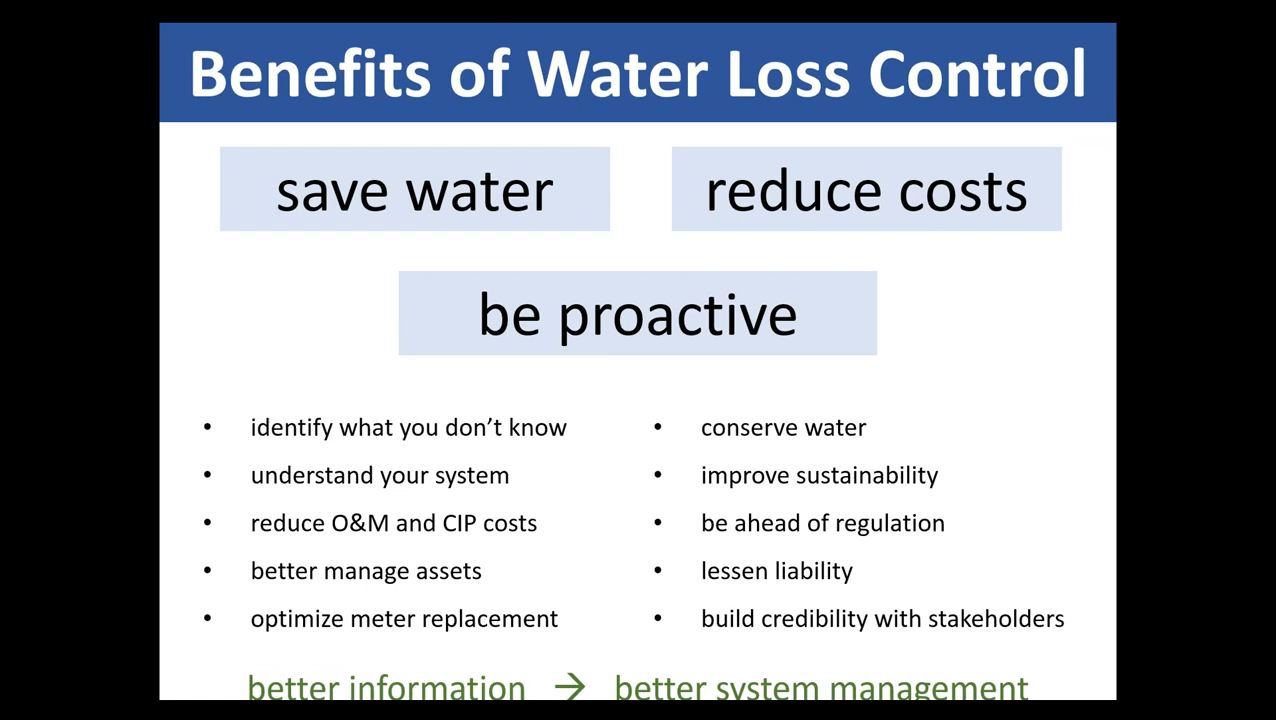 Benefits of Water Loss Control
save water
reduce costs
be proactive
• identify what you don’t know
• understand your system
• reduce O&M and CIP costs
• better manage assets
• optimize meter replacement
• conserve water
• improve sustainability
• be ahead of regulation
• lessen liability
• build credibility with stakeholders
better information → better system management